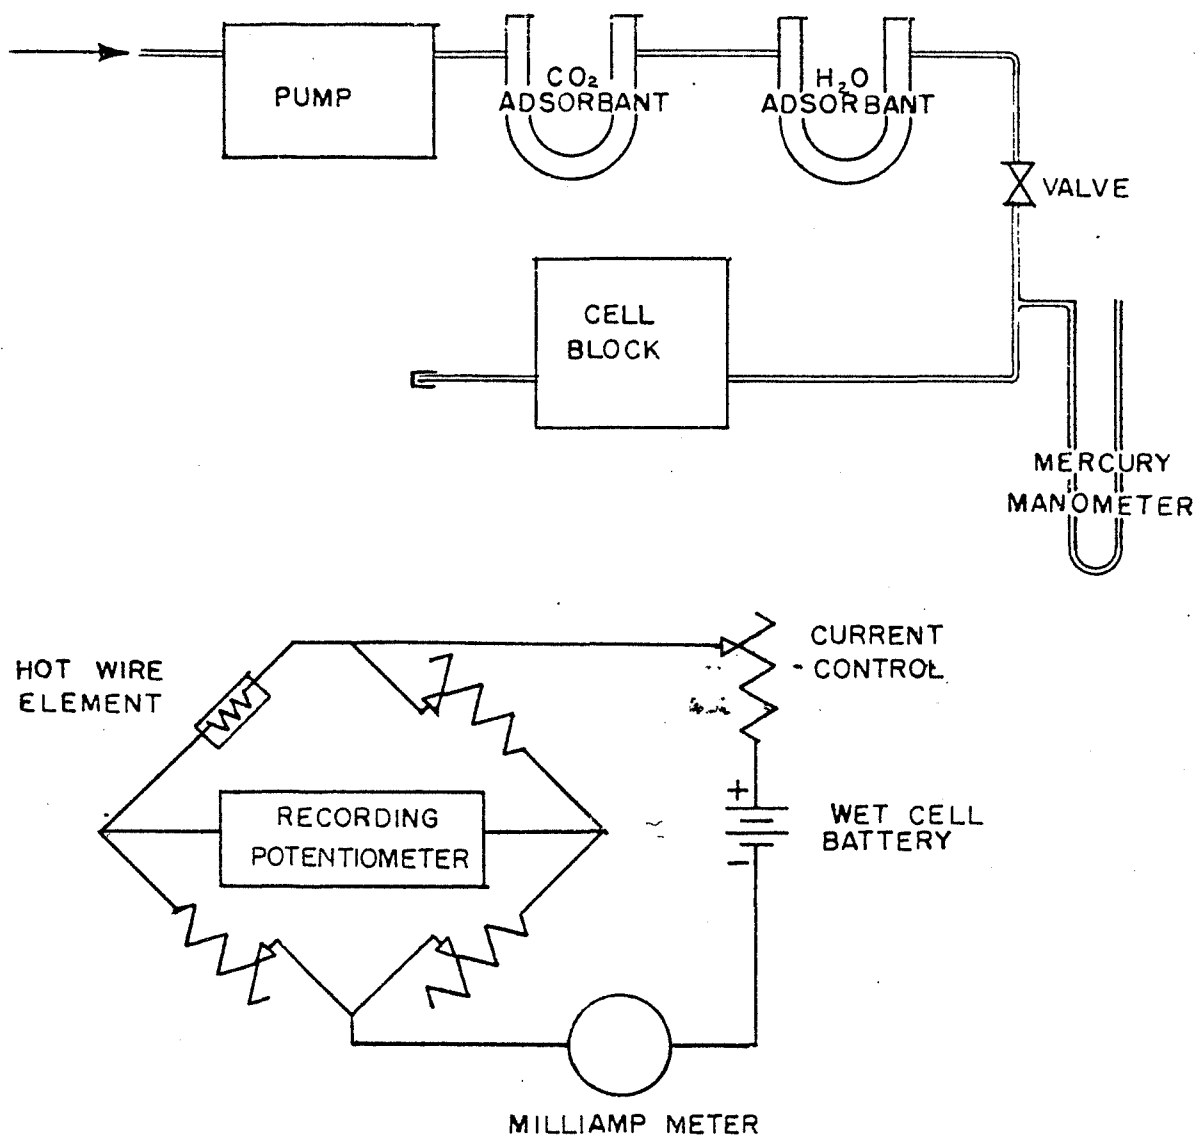 PUMP
CO₂
ADSORBANT
H₂O
ADSORBANT
VALVE
CELL
BLOCK
MERCURY
MANOMETER
HOT WIRE
ELEMENT
CURRENT
CONTROL
RECORDING
POTENTIOMETER
+
WET CELL
BATTERY
-
MILLIAMP METER